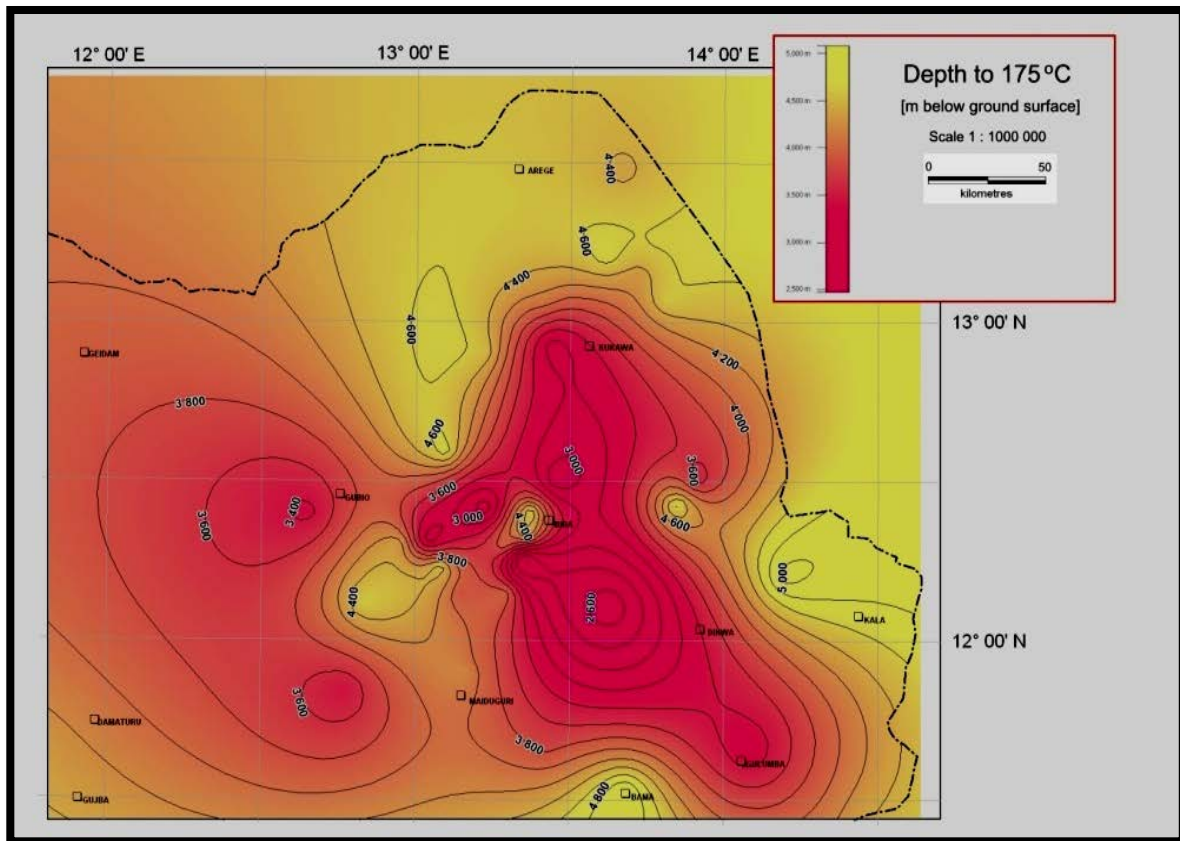 12° 00' E
13° 00' E
14° 00' E
5,000 m
4,500 m
4,000 m
3,500 m
3,000 m
2,500 m
Depth to 175°C
[m below ground surface]
Scale 1 : 1000 000
0 50
kilometres
4 400
AREGE
4 600
4 400
4 600
13° 00' N
KUKAWA
GEIDAM
4 200
3 800
4 000
4 600
3 000
3 600
3 600
GUBIO
3 400
3 600
3 000
4 400
4 600
3 800
5 000
4 400
2 600
KALA
DIKWA
12° 00' N
3 600
MAIDUGURI
DAMATURU
3 800
GULUMBA
GUJBA
BAMA
4 800